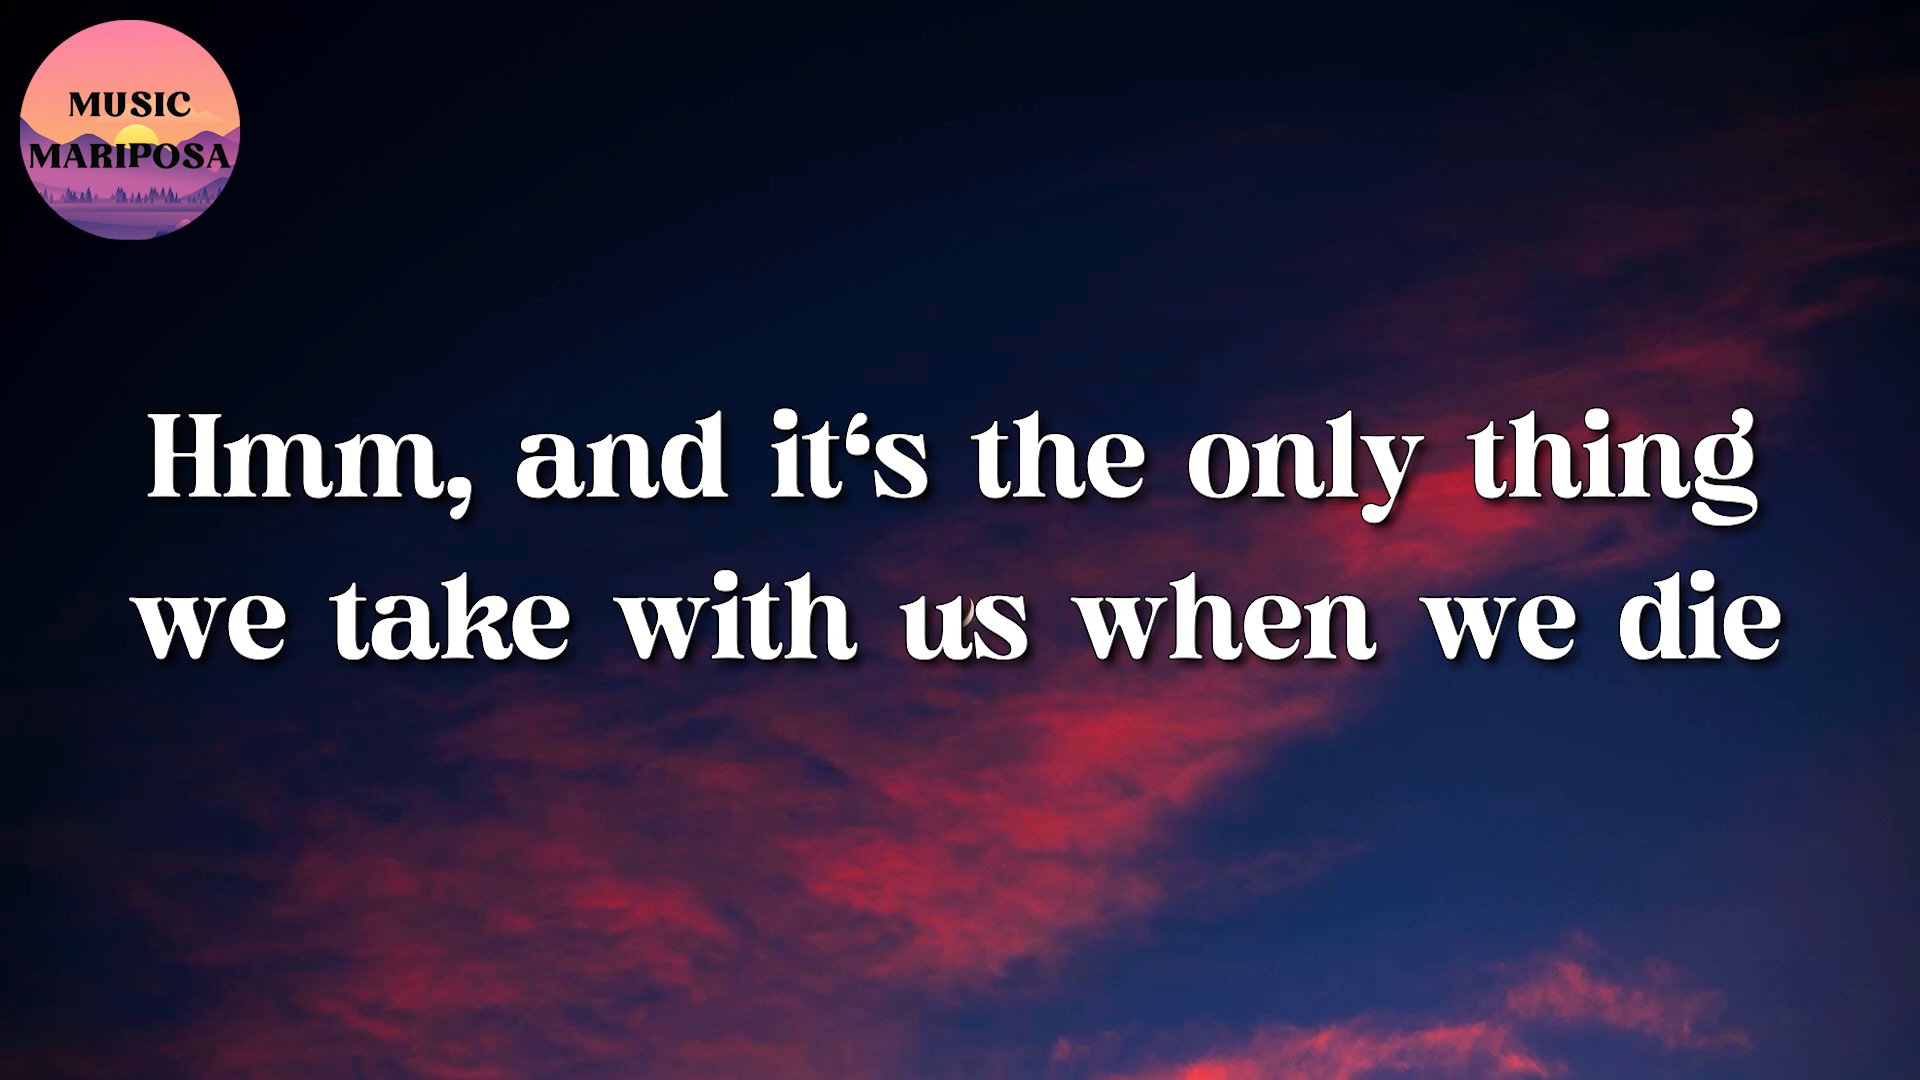 MUSIC
MARIPOSA
Hmm, and it‘s the only thing
we take with us when we die